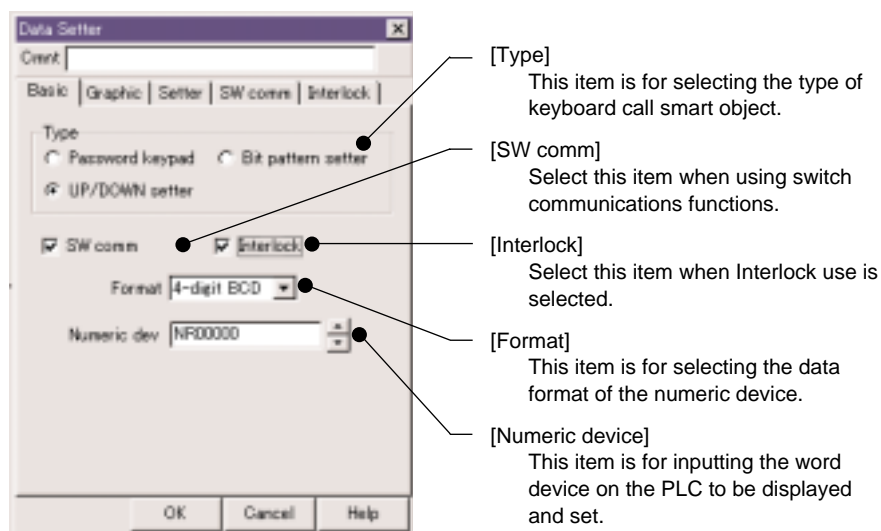 Data Setter
Cmnt
Basic Graphic Setter SW comm Interlock
Type
Password keypad Bit pattern setter
UP/DOWN setter
SW comm Interlock
Format 4-digit BCD
Numeric dev NR00000
OK Cancel Help
[Type]
This item is for selecting the type of
keyboard call smart object.
[SW comm]
Select this item when using switch
communications functions.
[Interlock]
Select this item when Interlock use is
selected.
[Format]
This item is for selecting the data
format of the numeric device.
[Numeric device]
This item is for inputting the word
device on the PLC to be displayed
and set.